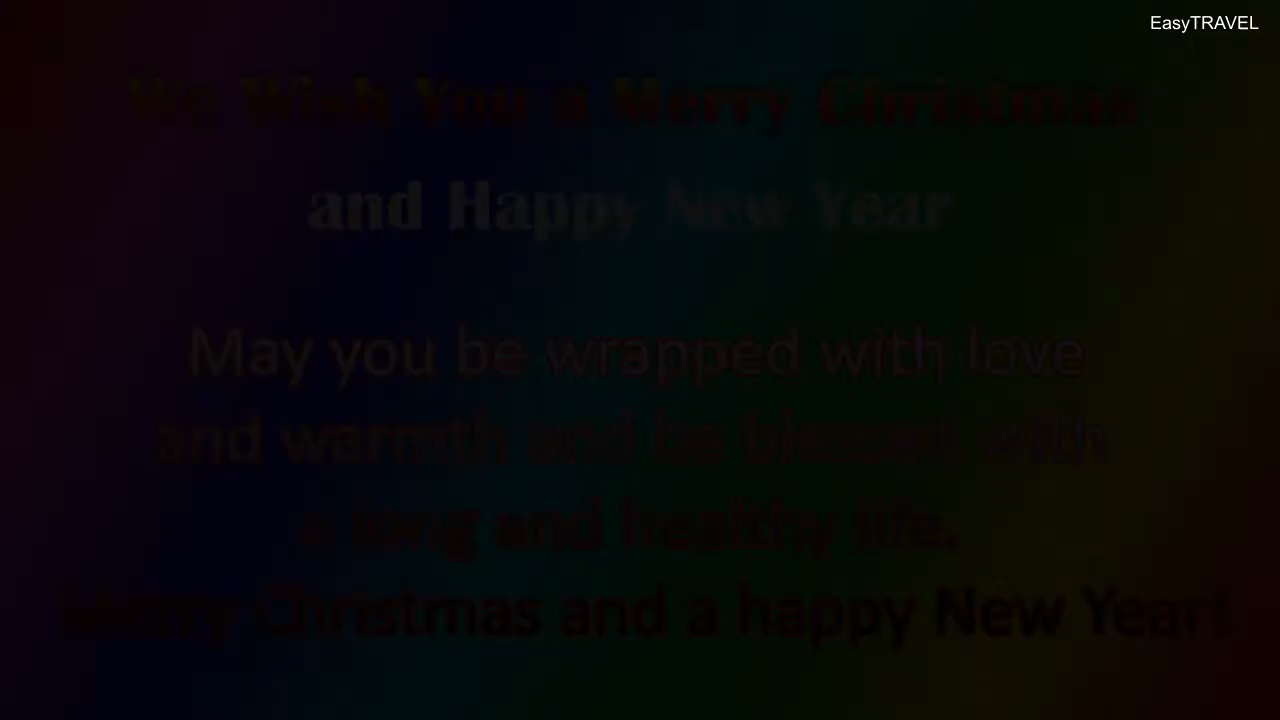 EasyTRAVEL
We Wish You a Merry Christmas
and Happy New Year
May you be wrapped with love
and warmth and be blessed with
a long and healthy life.
Merry Christmas and a happy New Year!